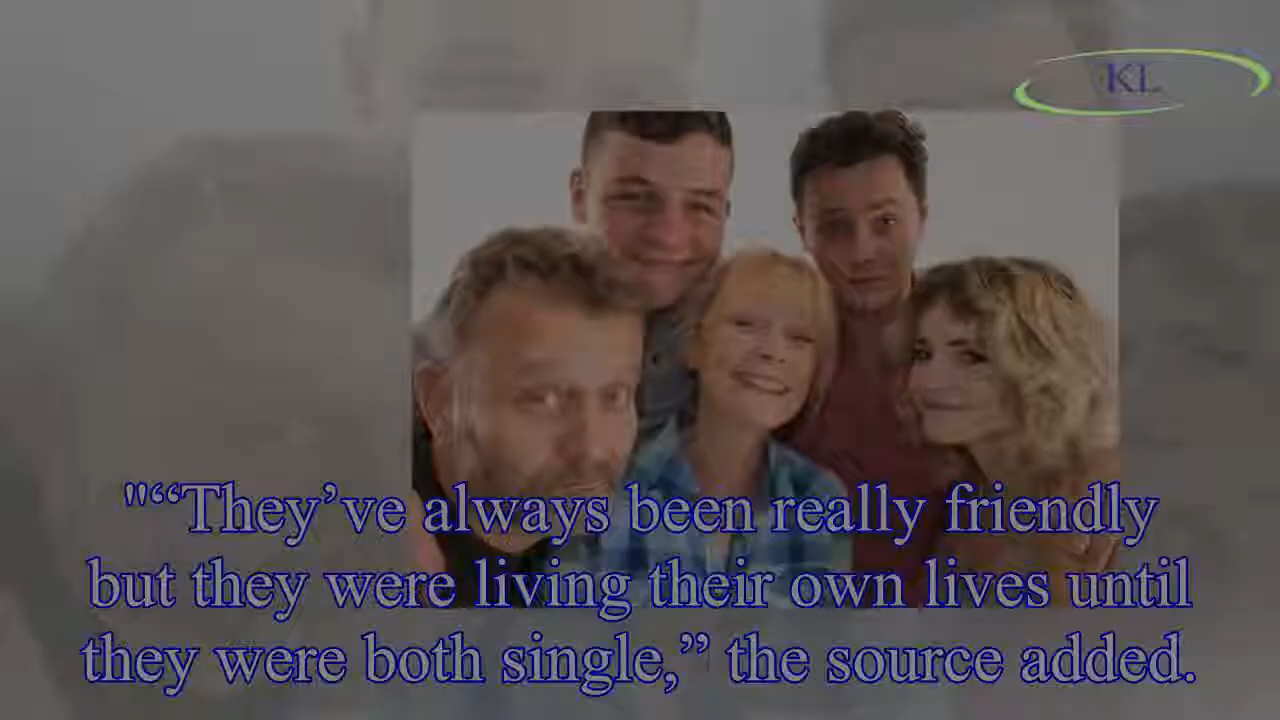 KL
"“They’ve always been really friendly
but they were living their own lives until
they were both single,” the source added.